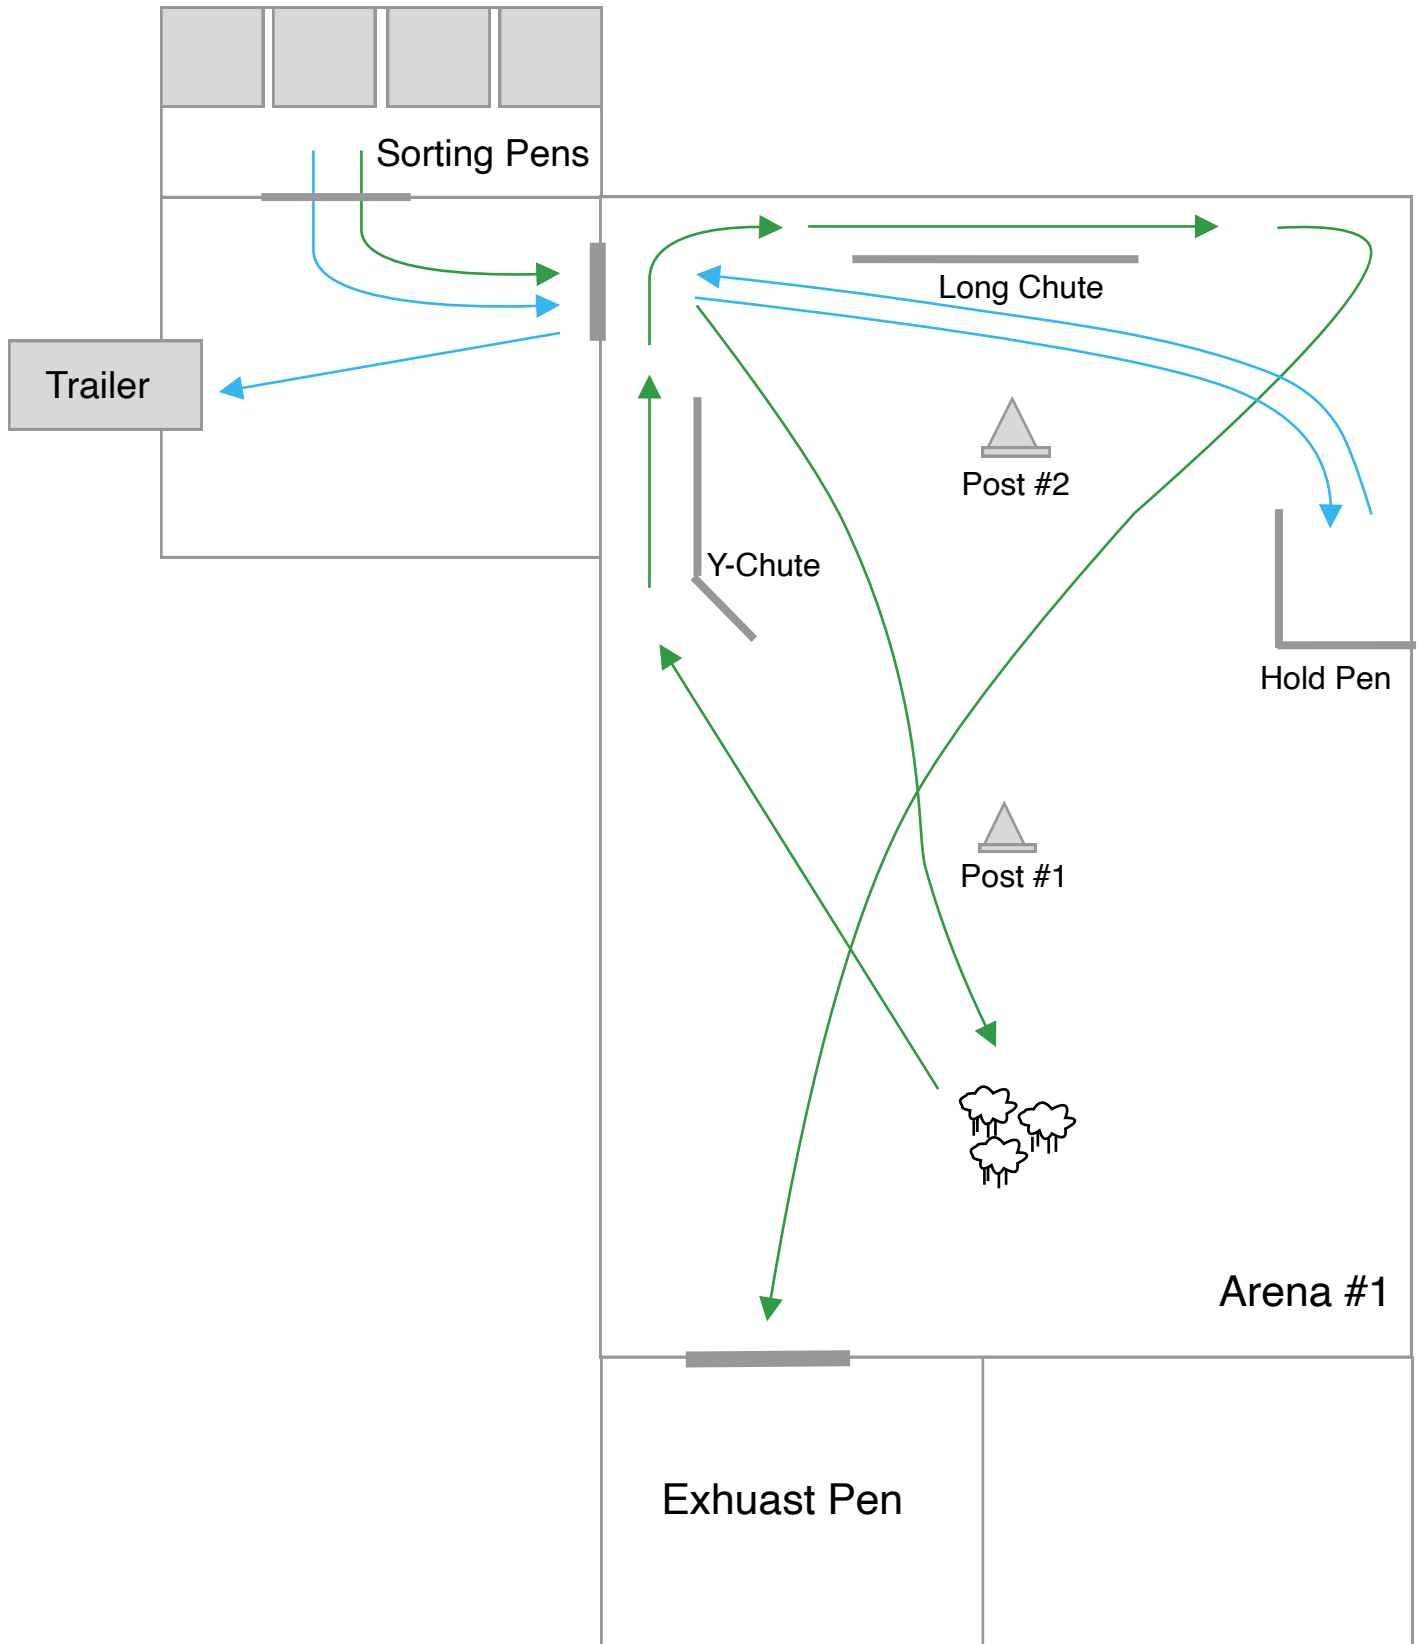 Sorting Pens
Long Chute
Trailer
Post #2
Y-Chute
Hold Pen
Post #1
Arena #1
Exhuast Pen